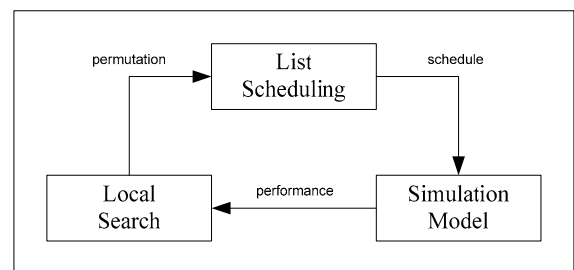 permutation
List
Scheduling
schedule
Local
Search
performance
Simulation
Model